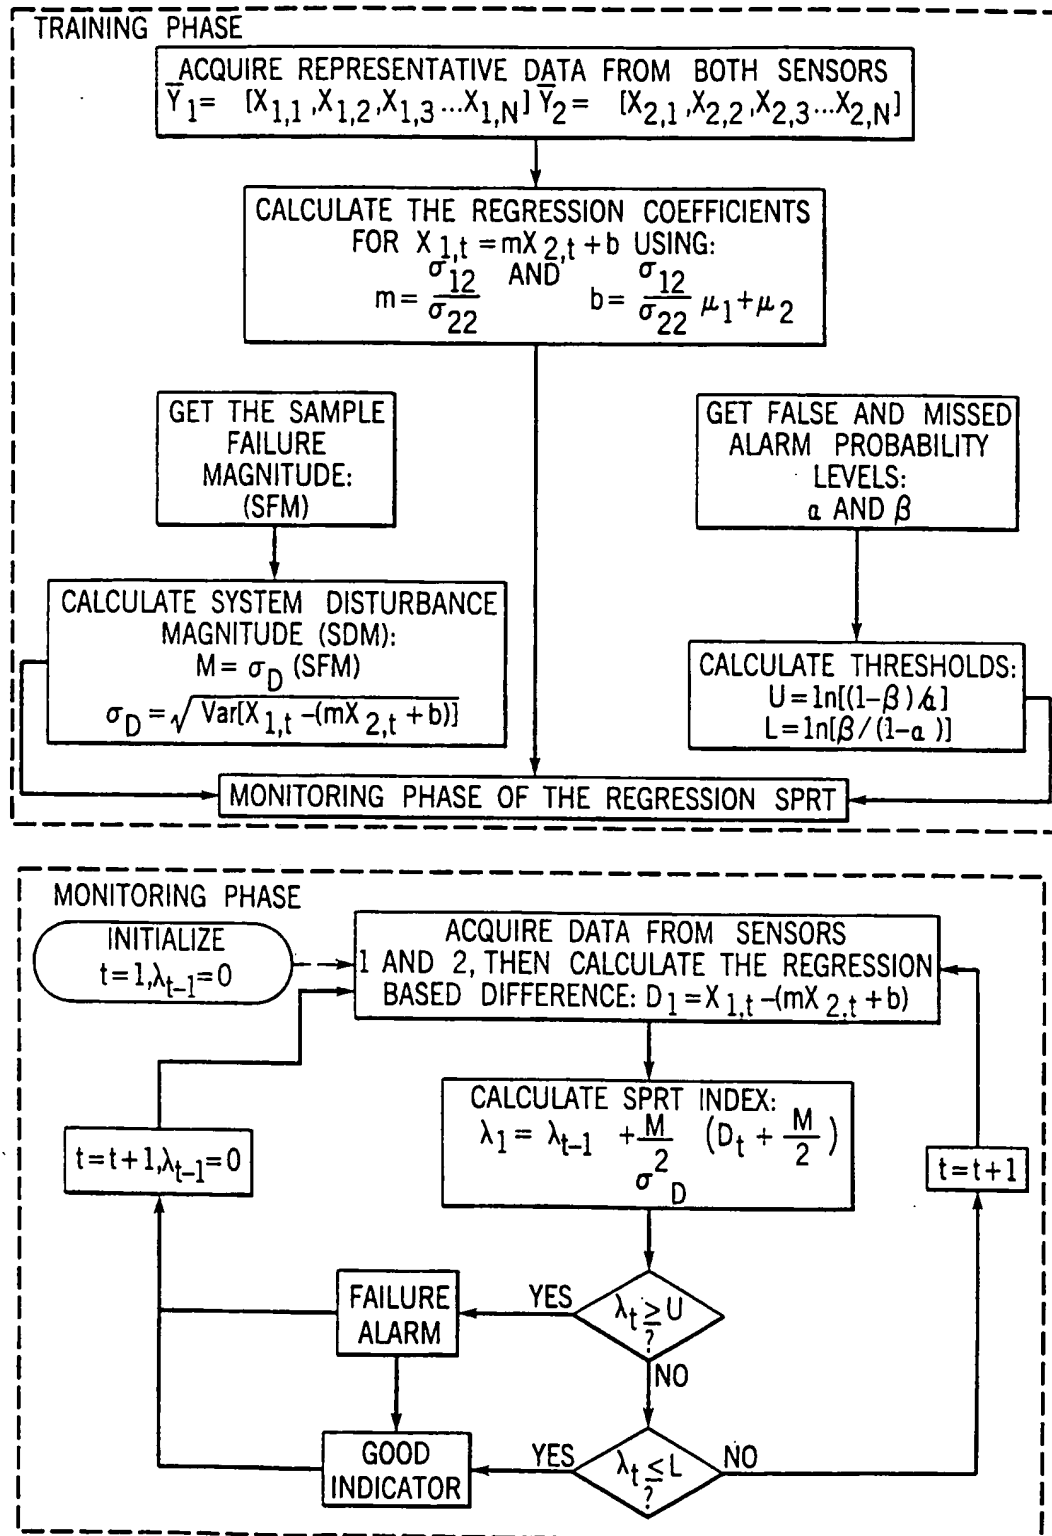 TRAINING PHASE
ACQUIRE REPRESENTATIVE DATA FROM BOTH SENSORS
Y̅₁= [X₁,₁,X₁,₂,X₁,₃...X₁,N] Y̅₂= [X₂,₁,X₂,₂,X₂,₃...X₂,N]
CALCULATE THE REGRESSION COEFFICIENTS
FOR X₁,t=mX₂,t+b USING:
m=σ₁₂/σ₂₂ AND b=σ₁₂/σ₂₂ μ₁+μ₂
GET THE SAMPLE
FAILURE
MAGNITUDE:
(SFM)
GET FALSE AND MISSED
ALARM PROBABILITY
LEVELS:
α AND β
CALCULATE SYSTEM DISTURBANCE
MAGNITUDE (SDM):
M= σ_D (SFM)
σ_D=√Var[X₁,t-(mX₂,t+b)]
CALCULATE THRESHOLDS:
U=ln[(1-β)/α]
L=ln[β/(1-α)]
MONITORING PHASE OF THE REGRESSION SPRT
MONITORING PHASE
INITIALIZE
t=1,λt-1=0
ACQUIRE DATA FROM SENSORS
1 AND 2, THEN CALCULATE THE REGRESSION
BASED DIFFERENCE: D₁=X₁,t-(mX₂,t+b)
CALCULATE SPRT INDEX:
λ₁= λt-1 +M/σ²_D (Dt+M/2)
t=t+1,λt-1=0
t=t+1
FAILURE
ALARM
YES
λt≥U
?
NO
GOOD
INDICATOR
YES
λt≤L
?
NO